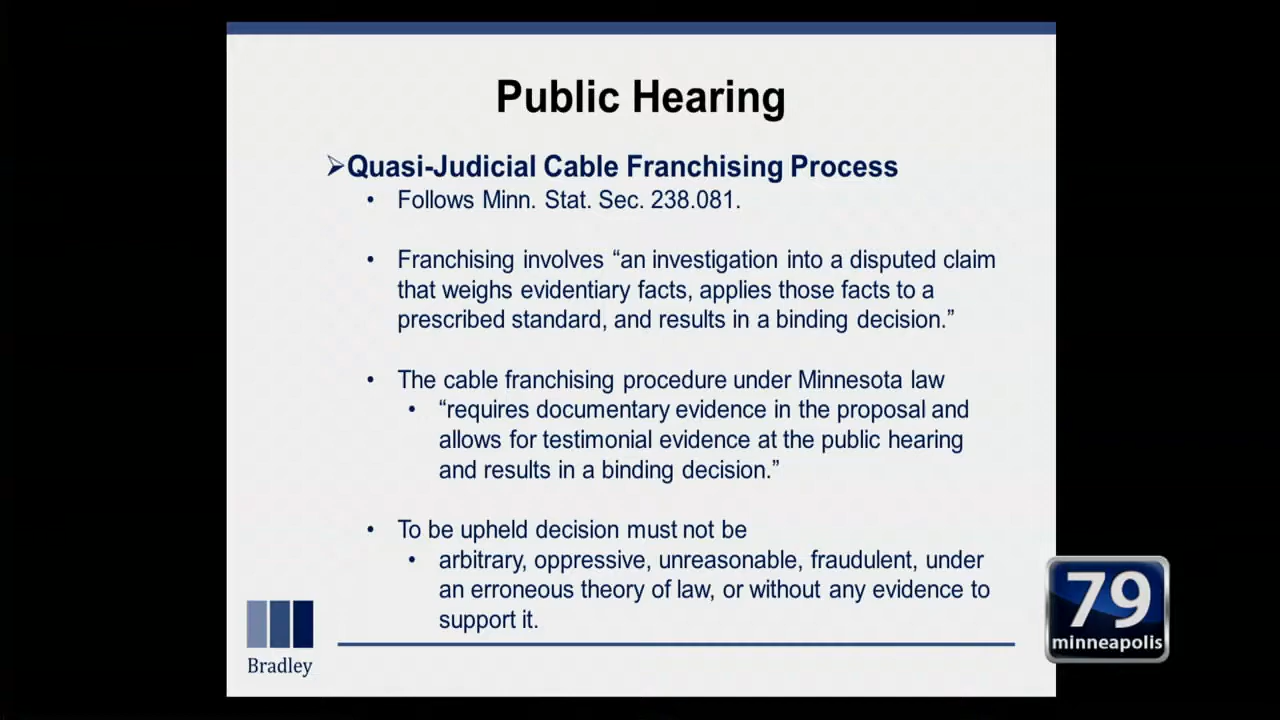 Public Hearing
➢Quasi-Judicial Cable Franchising Process
• Follows Minn. Stat. Sec. 238.081.
• Franchising involves “an investigation into a disputed claim
that weighs evidentiary facts, applies those facts to a
prescribed standard, and results in a binding decision.”
• The cable franchising procedure under Minnesota law
• “requires documentary evidence in the proposal and
allows for testimonial evidence at the public hearing
and results in a binding decision.”
• To be upheld decision must not be
• arbitrary, oppressive, unreasonable, fraudulent, under
an erroneous theory of law, or without any evidence to
support it.
Bradley
79
minneapolis